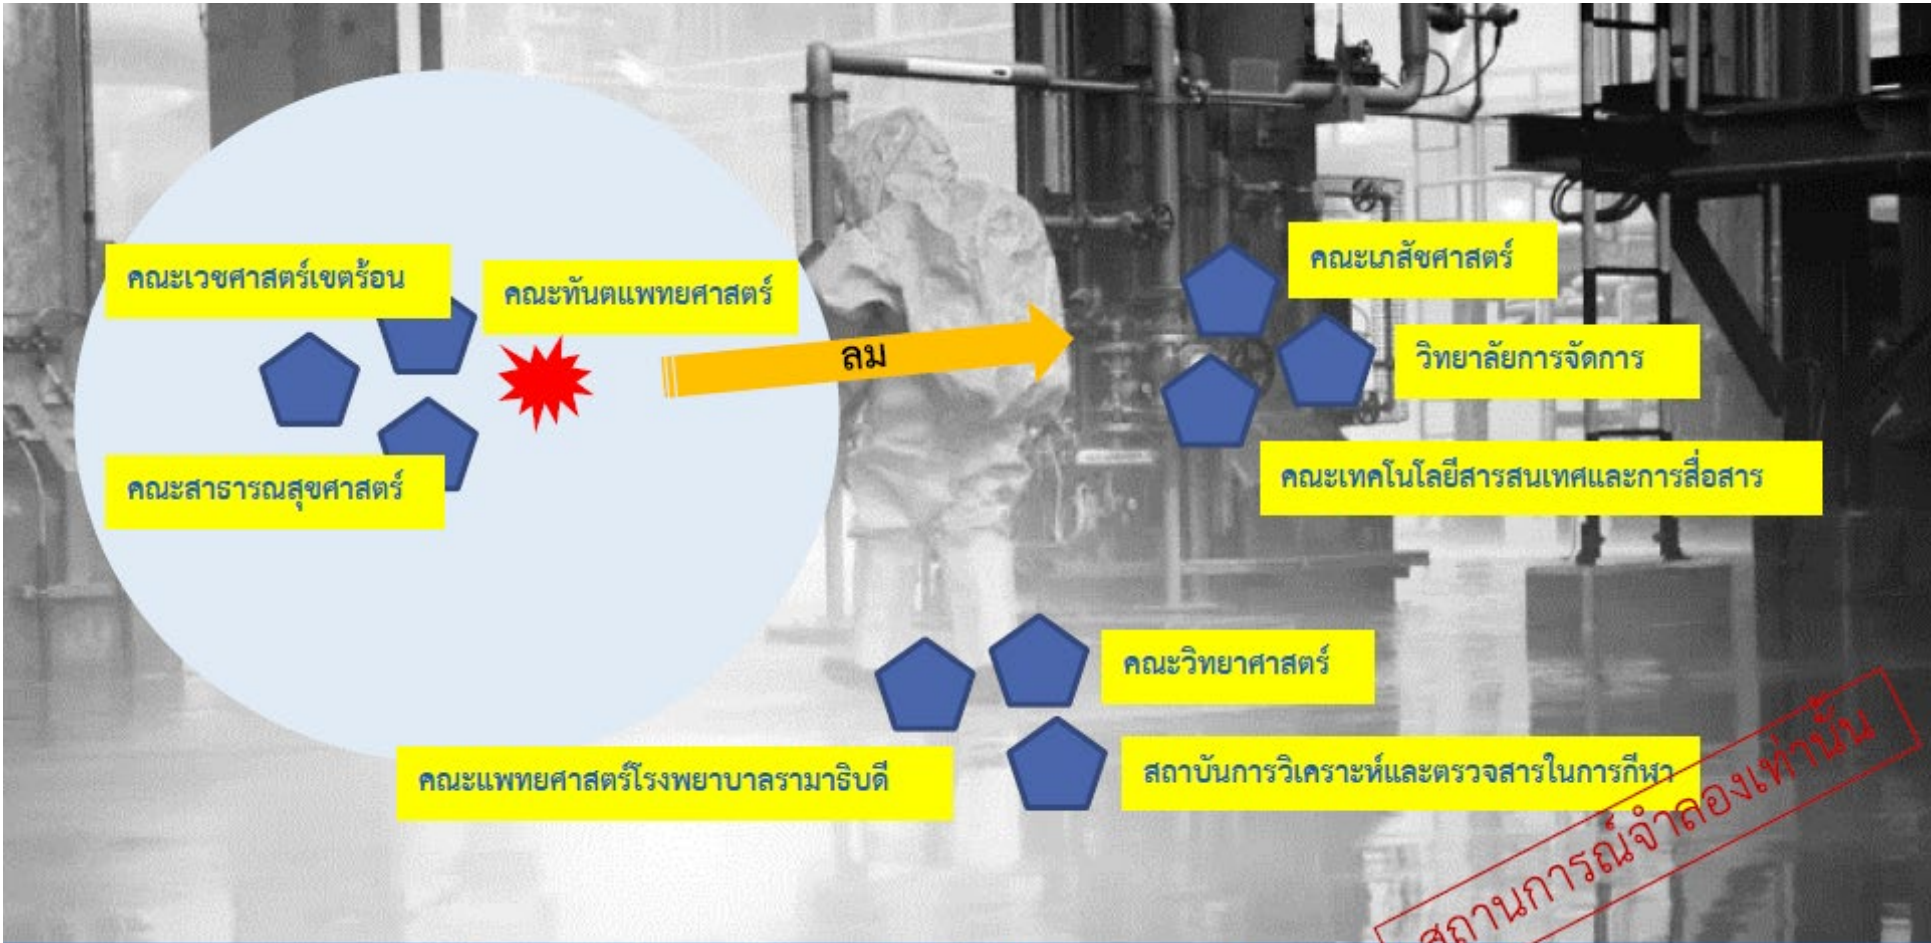 คณะเวชศาสตร์เขตร้อน
คณะทันตแพทยศาสตร์
คณะเภสัชศาสตร์
ลม
วิทยาลัยการจัดการ
คณะสาธารณสุขศาสตร์
คณะเทคโนโลยีสารสนเทศและการสื่อสาร
คณะวิทยาศาสตร์
คณะแพทยศาสตร์โรงพยาบาลรามาธิบดี
สถาบันการวิเคราะห์และตรวจสารในการกีฬา
สถานการณ์จำลองเท่านั้น